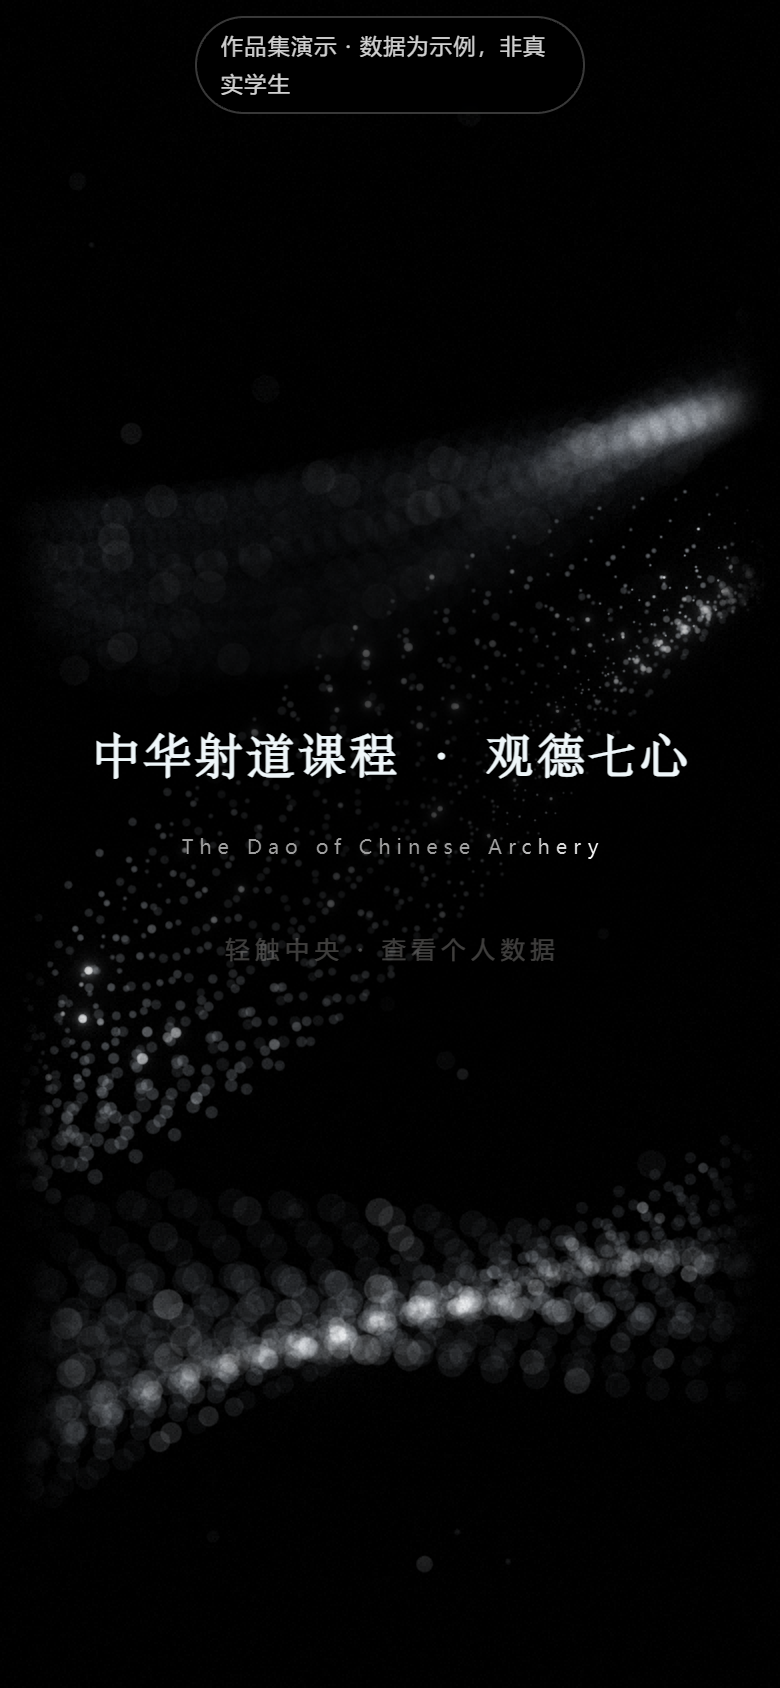 作品集演示 · 数据为示例，非真
实学生
中华射道课程 · 观德七心
The Dao of Chinese Archery
轻触中央 · 查看个人数据